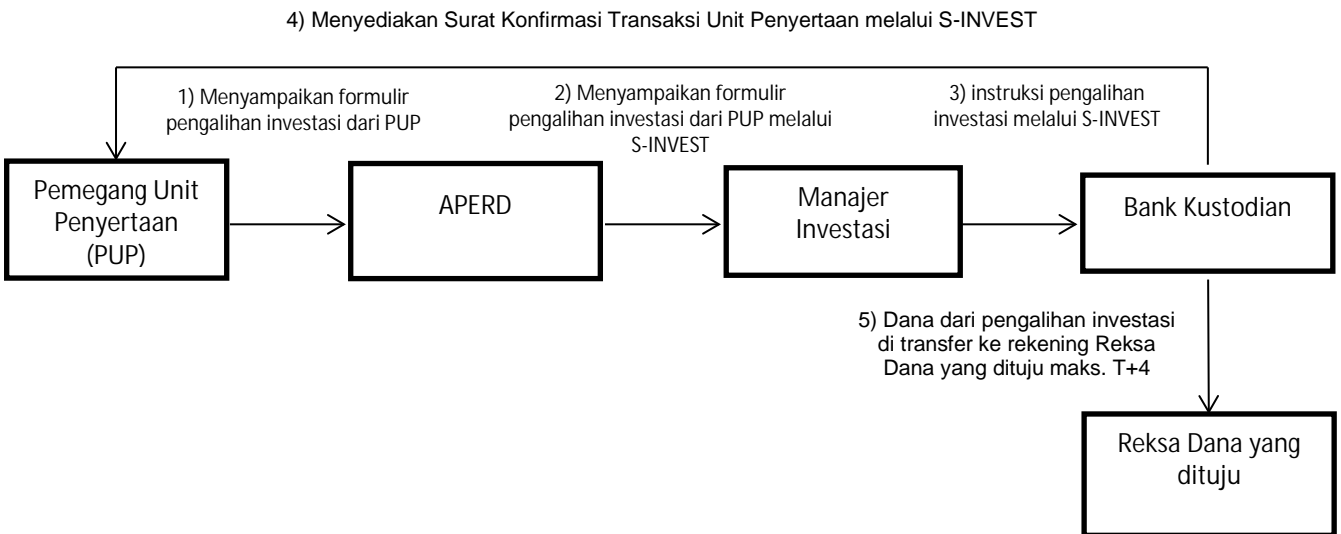 4) Menyediakan Surat Konfirmasi Transaksi Unit Penyertaan melalui S-INVEST
1) Menyampaikan formulir
pengalihan investasi dari PUP
2) Menyampaikan formulir
pengalihan investasi dari PUP melalui
S-INVEST
3) instruksi pengalihan
investasi melalui S-INVEST
Pemegang Unit
Penyertaan
(PUP)
APERD
Manajer
Investasi
Bank Kustodian
5) Dana dari pengalihan investasi
di transfer ke rekening Reksa
Dana yang dituju maks. T+4
Reksa Dana yang
dituju